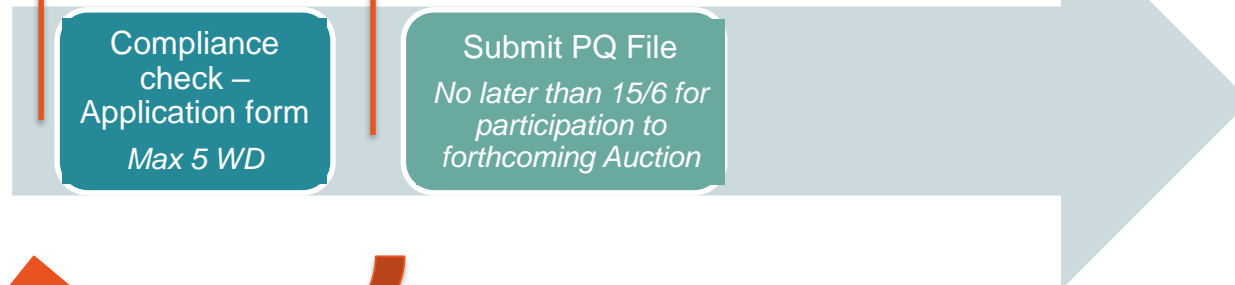 Compliance
check –
Application form
Max 5 WD
Submit PQ File
No later than 15/6 for
participation to
forthcoming Auction